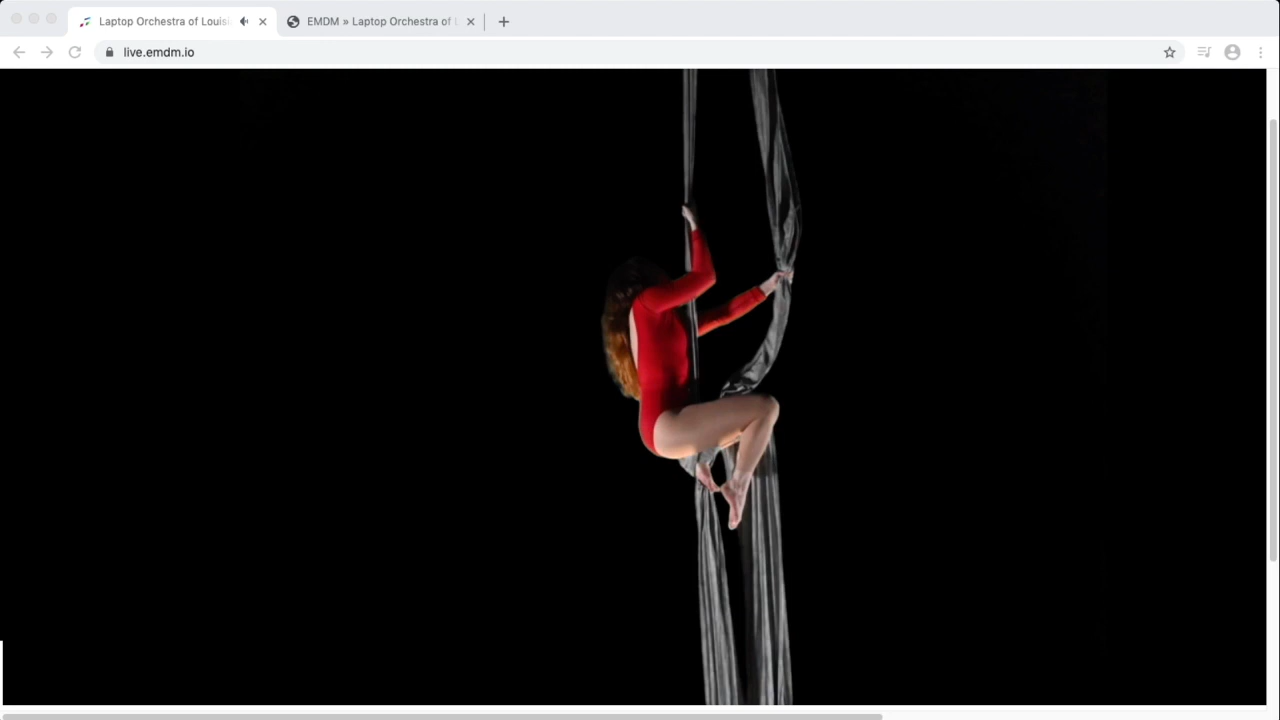 Laptop Orchestra of Louisi
EMDM » Laptop Orchestra of L
live.emdm.io